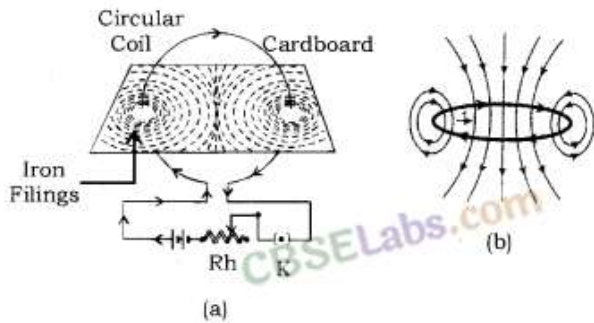 Circular
Coil
Cardboard
Iron
Filings
Rh
K
(a)
(b)
CBSELabs.com